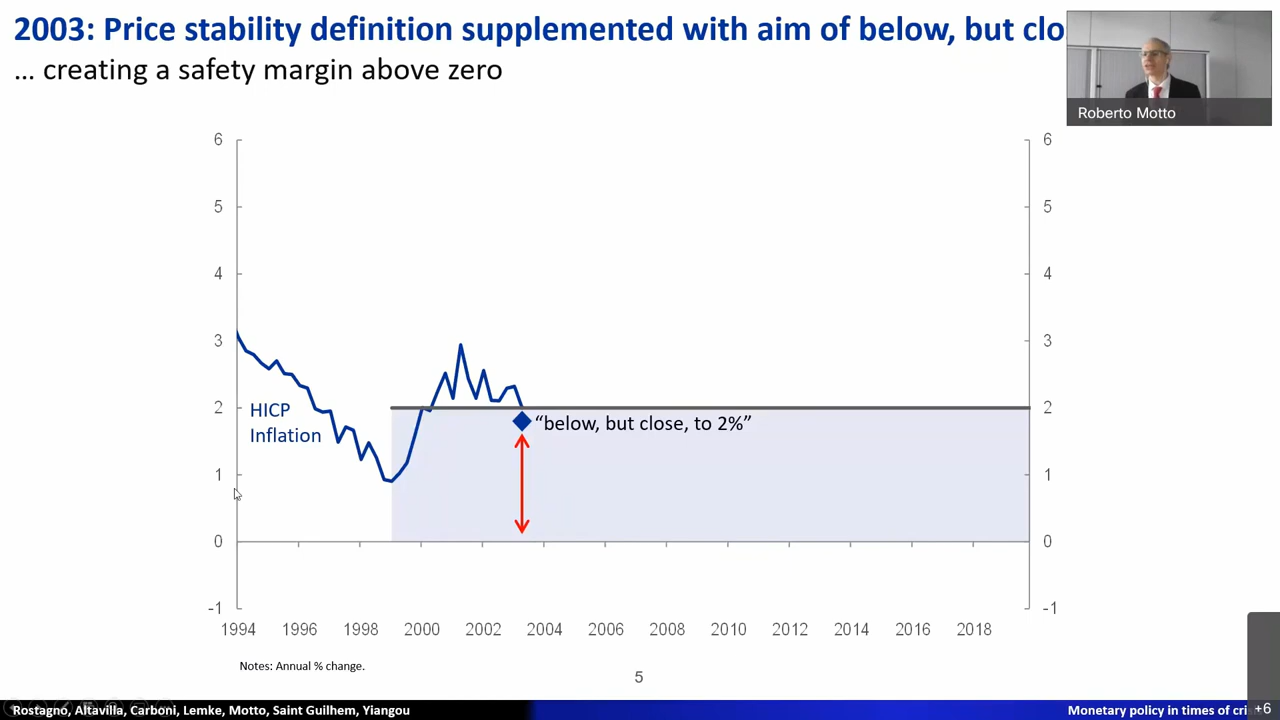 2003: Price stability definition supplemented with aim of below, but clo
... creating a safety margin above zero
Roberto Motto
6 6
5 5
4 4
3 3
2 2
1 1
0 0
-1 -1
HICP
Inflation
“below, but close, to 2%”
1994 1996 1998 2000 2002 2004 2006 2008 2010 2012 2014 2016 2018
Notes: Annual % change.
5
Rostagno, Altavilla, Carboni, Lemke, Motto, Saint Guilhem, Yiangou
Monetary policy in times of cri
+6